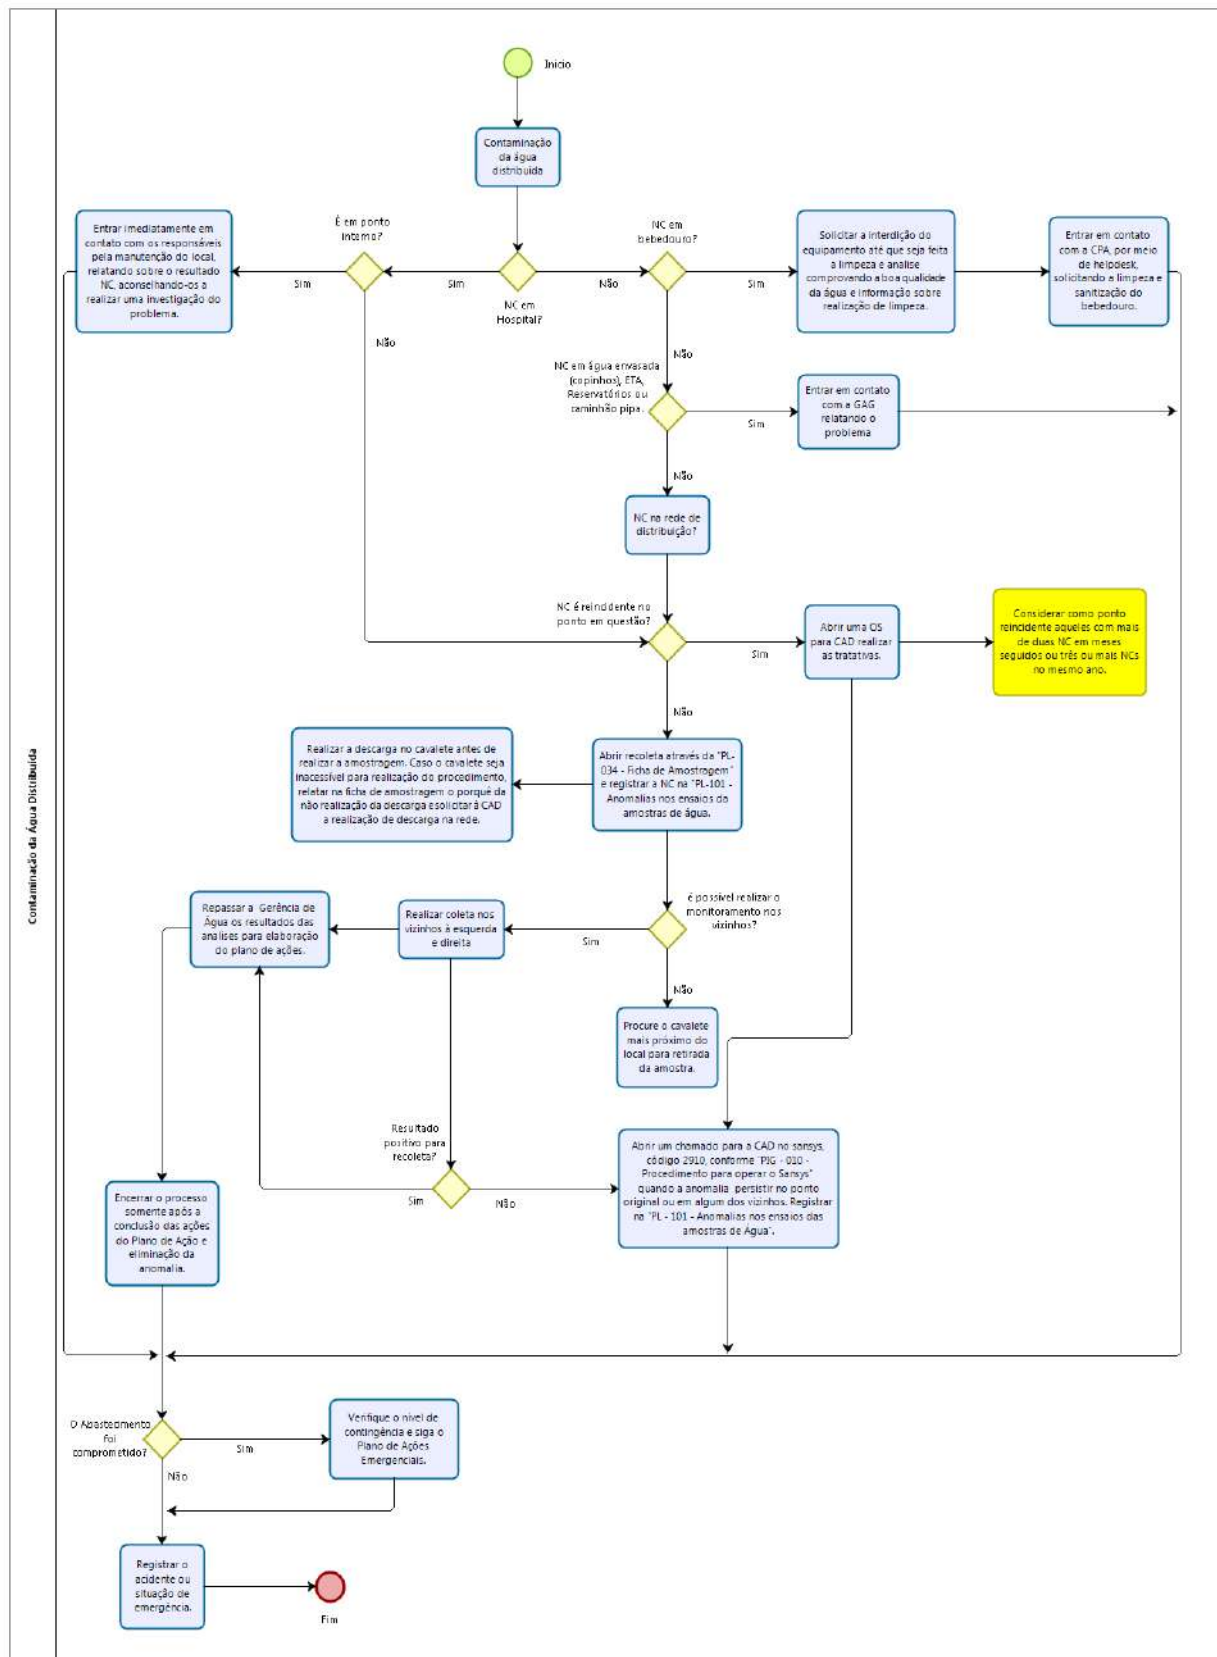 Contaminação da Água Distribuída
Inicio
Contaminação
da água
distribuida
É em ponto
interno?
NC em
bebedouro?
Entrar imediatamente em
contato com os responsáveis
pela manutenção do local,
relatando sobre o resultado
NC, aconselhando-os a
realizar uma investigação do
problema.
Sim
Sim
NC em
Hospital?
Não
Sim
Solicitar a interdição do
equipamento até que seja feita
a limpeza e analise
comprovando a boa qualidade
da água e informação sobre
realização de limpeza.
Entrar em contato
com a CPA, por meio
de helpdesk,
solicitando a limpeza e
sanitização do
bebedouro.
Não
Não
NC em água envasada
(copinhos), ETA,
Reservatórios ou
caminhão pipa.
Sim
Entrar em contato
com a GAG
relatando o
problema
Não
NC na rede de
distribuição?
NC é reincidente no
ponto em questão?
Sim
Abrir uma OS
para CAD realizar
as tratativas.
Considerar como ponto
reincidente aqueles com mais
de duas NC em meses
seguidos ou três ou mais NCs
no mesmo ano.
Não
Realizar a descarga no cavalete antes de
realizar a amostragem. Caso o cavalete seja
inacessível para realização do procedimento,
relatar na ficha de amostragem o porquê da
não realização da descarga e solicitar à CAD
a realização de descarga na rede.
Abrir recoleta através da "PL-
034 - Ficha de Amostragem"
e registrar a NC na "PL-101 -
Anomalias nos ensaios da
amostras de água.
é possível realizar o
monitoramento nos
vizinhos?
Repassar a Gerência de
Água os resultados das
analises para elaboração
do plano de ações.
Realizar coleta nos
vizinhos à esquerda
e direita
Sim
Não
Procure o cavalete
mais próximo do
local para retirada
da amostra.
Resultado
positivo para
recoleta?
Sim
Não
Abrir um chamado para a CAD no sansys,
código 2910, conforme "PIG - 010 -
Procedimento para operar o Sansys"
quando a anomalia persistir no ponto
original ou em algum dos vizinhos. Registrar
na "PL - 101 - Anomalias nos ensaios das
amostras de Água".
Encerrar o processo
somente após a
conclusão das ações
do Plano de Ação e
eliminação da
anomalia.
O Abastecimento
foi
comprometido?
Sim
Verifique o nivel de
contingência e siga o
Plano de Ações
Emergenciais.
Não
Registrar o
acidente ou
situação de
emergência.
Fim